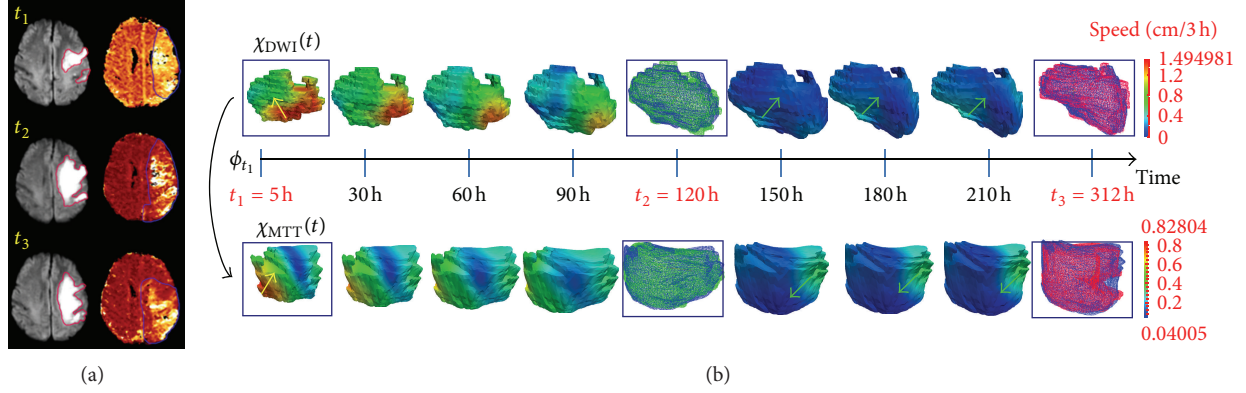 t1
t2
t3
(a)
χDWI(t)
Speed (cm/3 h)
1.494981
1.2
0.8
0.4
0
ϕt1
Time
t1 = 5 h
30 h
60 h
90 h
t2 = 120 h
150 h
180 h
210 h
t3 = 312 h
χMTT(t)
0.82804
0.8
0.6
0.4
0.2
0.04005
(b)